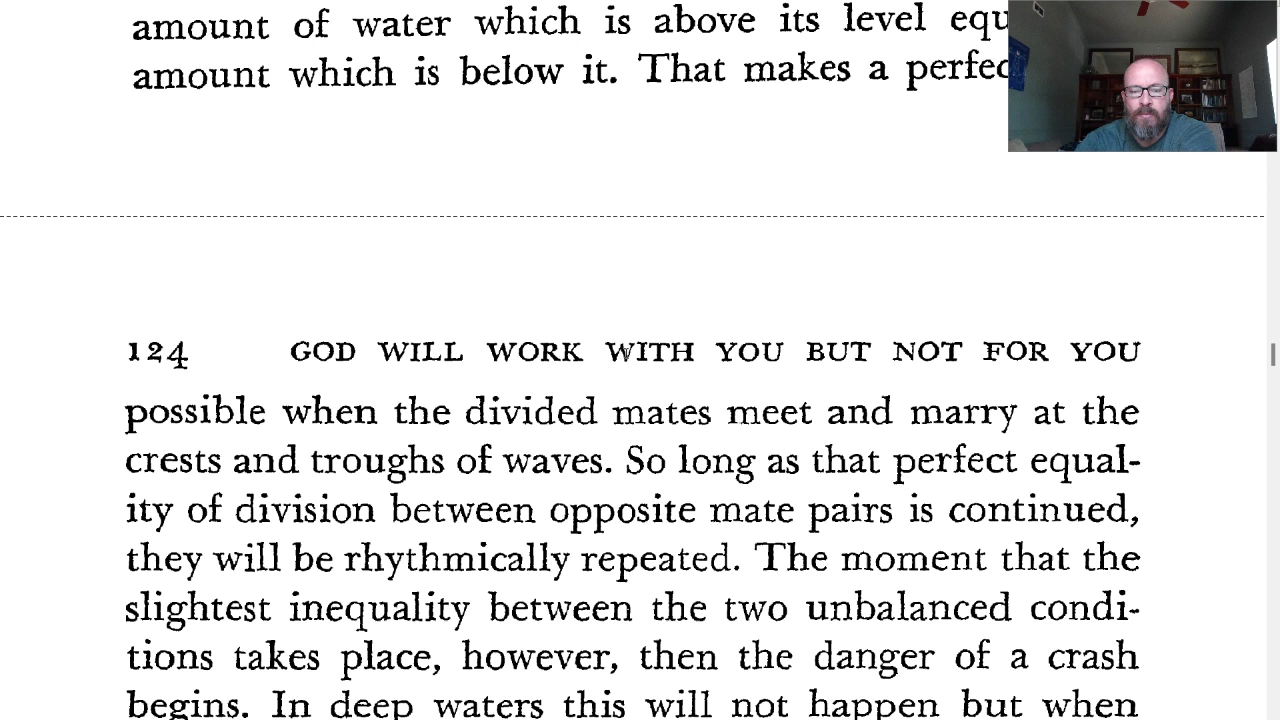 amount of water which is above its level
amount which is below it. That makes a
124 GOD WILL WORK WITH YOU BUT NOT FOR YOU
possible when the divided mates meet and marry at the
crests and troughs of waves. So long as that perfect equal-
ity of division between opposite mate pairs is continued,
they will be rhythmically repeated. The moment that the
slightest inequality between the two unbalanced condi-
tions takes place, however, then the danger of a crash
begins. In deep waters this will not happen but when